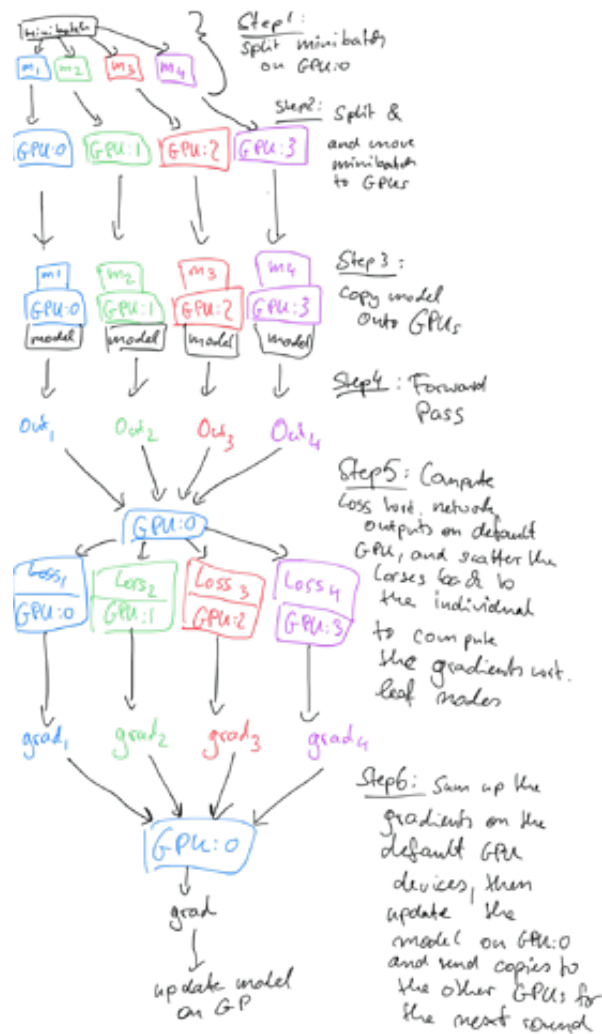 minibatch
Step 1:
split minibatch
on GPU:0
m1 m2 m3 m4
Step2: Split &
and move
minibatch
to GPUs
GPU:0 GPU:1 GPU:2 GPU:3
m1 m2 m3 m4
GPU:0 GPU:1 GPU:2 GPU:3
model model model model
Step 3:
Copy model
onto GPUs
Step4: Forward
Pass
Out1 Out2 Out3 Out4
Step5: Compute
Loss wrt. network
outputs on default
GPU, and scatter the
losses back to
the individual
to compute
the gradients wrt.
leaf nodes
GPU:0
Loss1 Loss2 Loss3 Loss4
GPU:0 GPU:1 GPU:2 GPU:3
grad1 grad2 grad3 grad4
Step6: Sum up the
gradients on the
default GPU
devices, then
update the
model on GPU:0
and send copies to
the other GPUs for
the next round
GPU:0
grad
update model
on GP